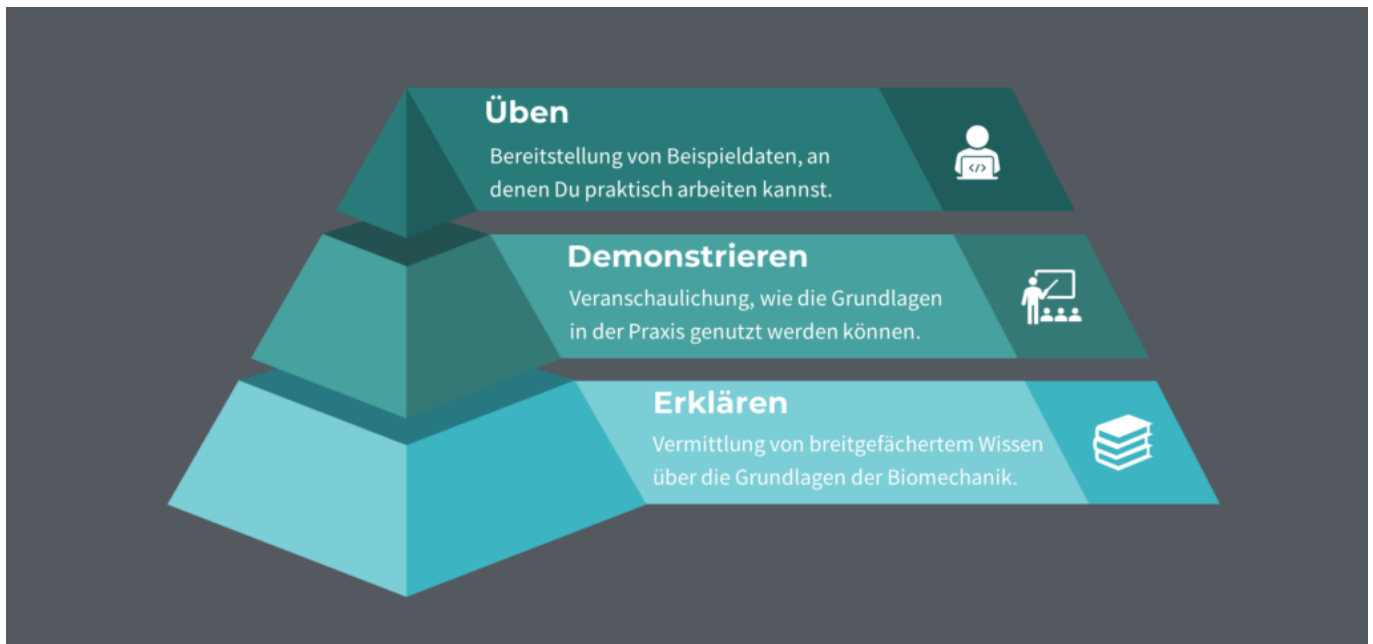 Üben
Bereitstellung von Beispieldaten, an
denen Du praktisch arbeiten kannst.
Demonstrieren
Veranschaulichung, wie die Grundlagen
in der Praxis genutzt werden können.
Erklären
Vermittlung von breitgefächertem Wissen
über die Grundlagen der Biomechanik.